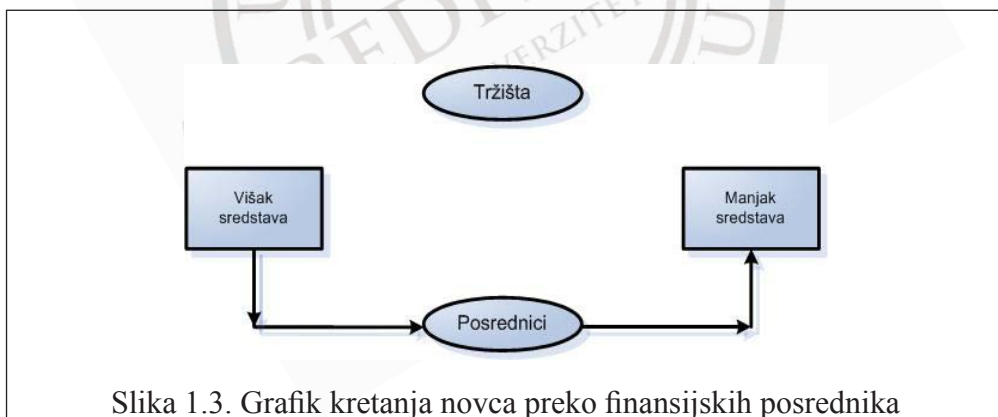 Tržišta
Višak
sredstava
Manjak
sredstava
Posrednici
Slika 1.3. Grafik kretanja novca preko finansijskih posrednika